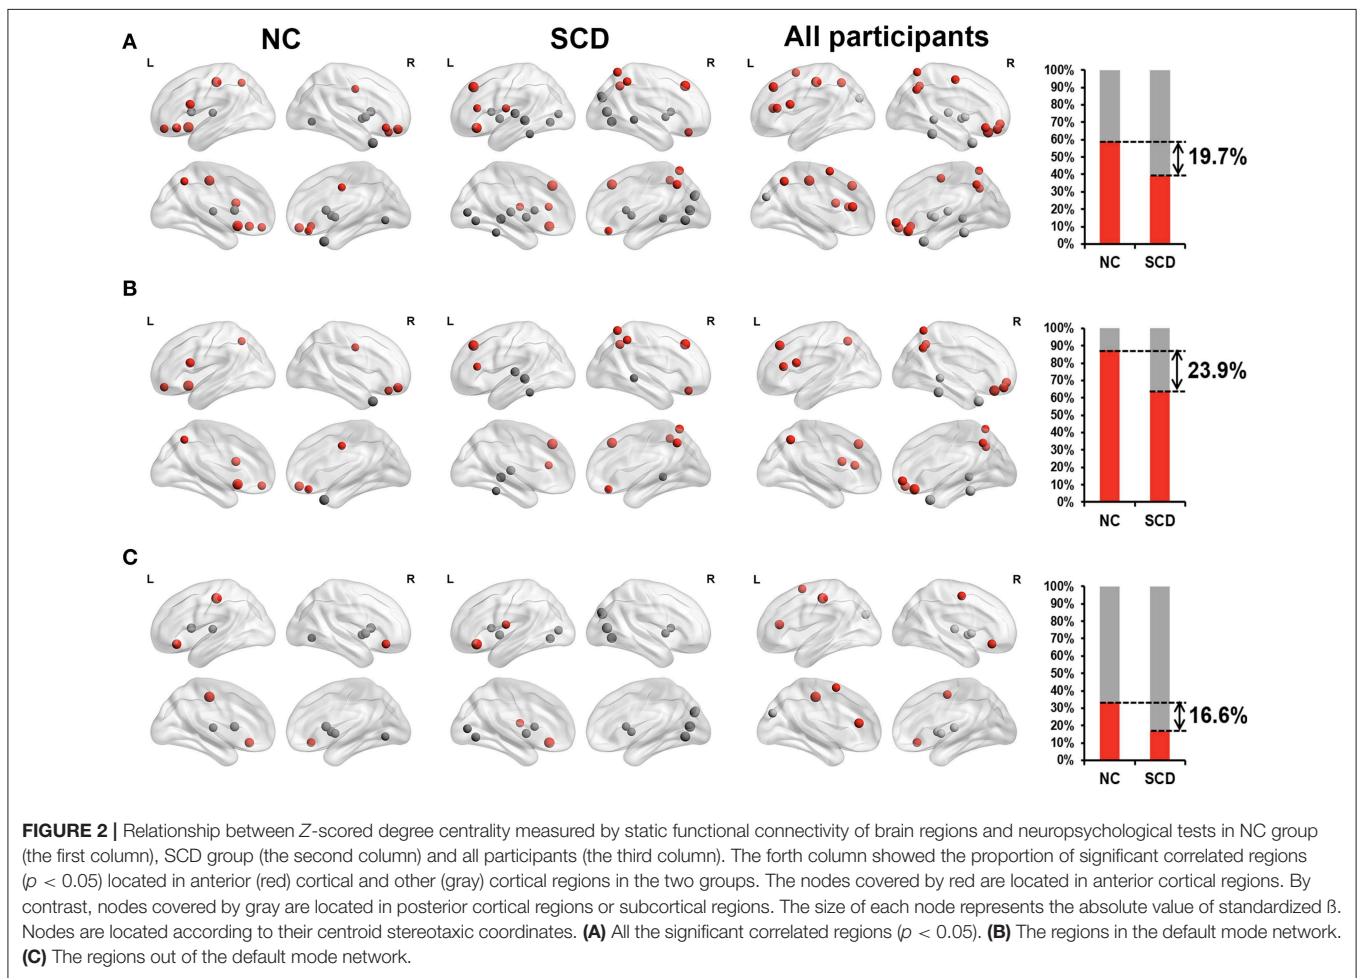 A
NC
SCD
All participants
L
R
L
R
L
R
100%
90%
80%
70%
60%
50%
40%
30%
20%
10%
0%
19.7%
NC
SCD
B
L
R
L
R
L
R
100%
90%
80%
70%
60%
50%
40%
30%
20%
10%
0%
23.9%
NC
SCD
C
L
R
L
R
L
R
100%
90%
80%
70%
60%
50%
40%
30%
20%
10%
0%
16.6%
NC
SCD
FIGURE 2 | Relationship between Z-scored degree centrality measured by static functional connectivity of brain regions and neuropsychological tests in NC group
(the first column), SCD group (the second column) and all participants (the third column). The forth column showed the proportion of significant correlated regions
(p < 0.05) located in anterior (red) cortical and other (gray) cortical regions in the two groups. The nodes covered by red are located in anterior cortical regions. By
contrast, nodes covered by gray are located in posterior cortical regions or subcortical regions. The size of each node represents the absolute value of standardized ß.
Nodes are located according to their centroid stereotaxic coordinates. (A) All the significant correlated regions (p < 0.05). (B) The regions in the default mode network.
(C) The regions out of the default mode network.